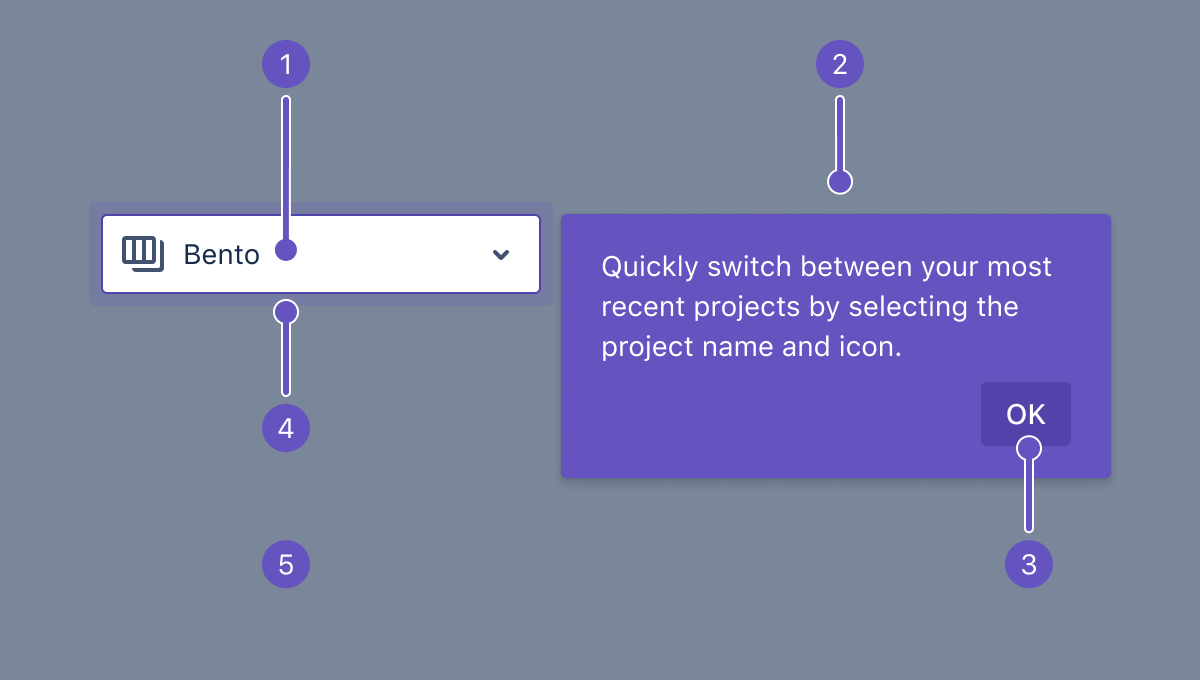 1
2
Bento
Quickly switch between your most
recent projects by selecting the
project name and icon.
OK
4
5
3